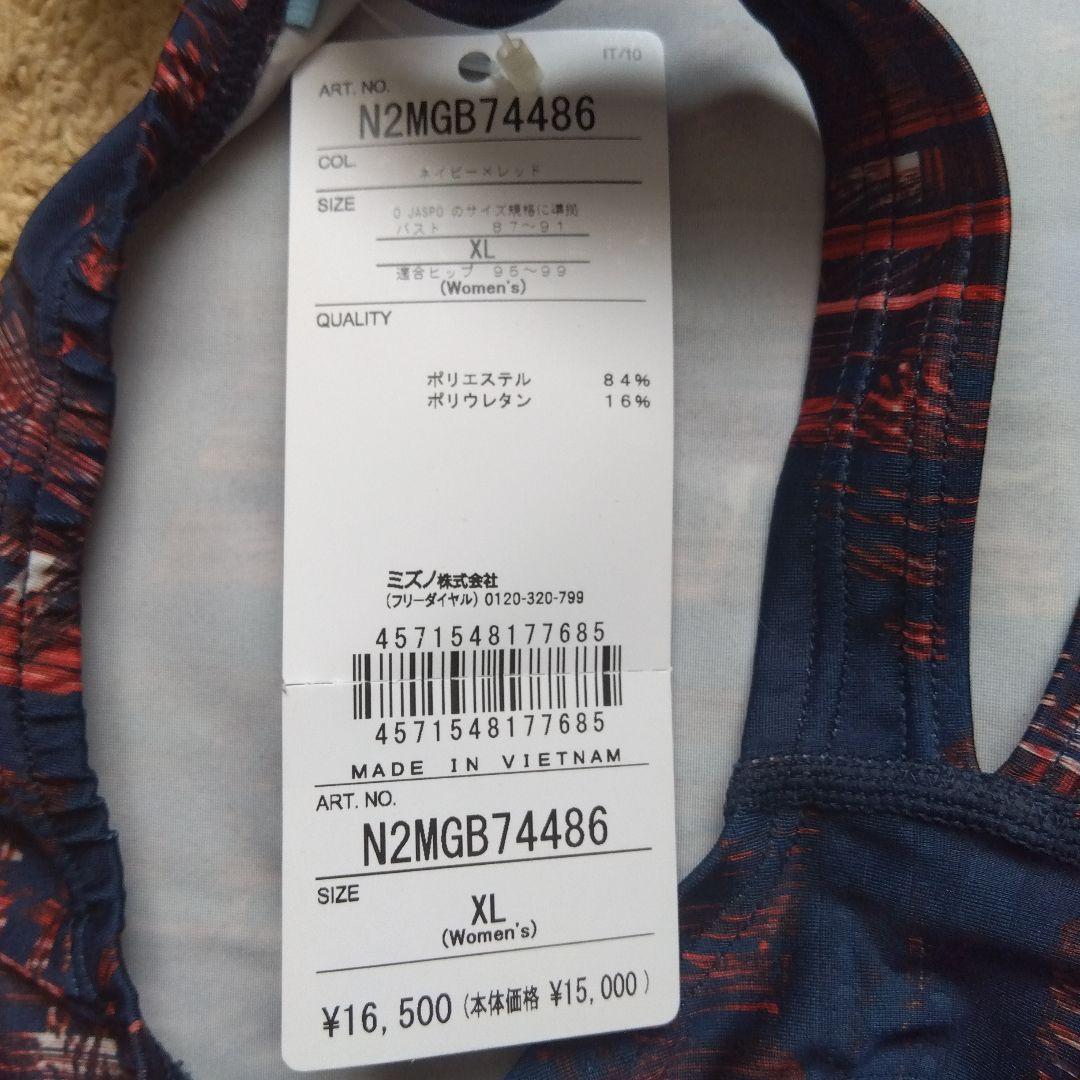 1T/10
ART. NO.
N2MGB74486
COL.
ネイビー×レッド
SIZE
O JASPO のサイズ規格に準拠
バスト 87～91
XL
適合ヒップ 95～99
(Women's)
QUALITY
ポリエステル 84%
ポリウレタン 16%
ミズノ株式会社
(フリーダイヤル) 0120-320-799
4571548177685
4571548177685
MADE IN VIETNAM
ART. NO.
N2MGB74486
SIZE
XL
(Women's)
¥16,500 (本体価格 ¥15,000)